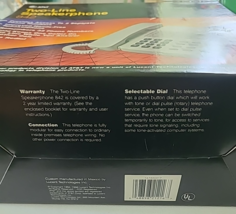 Two-Line
Speakerphone
Warranty The Two Line
Speakerphone 842 is covered by a
1 year limited warranty. (See the
enclosed booklet for warranty and user
instructions.)
Connection This telephone is fully
modular for easy connection to ordinary
inside premises telephone wiring. No
other power connection is required.
Selectable Dial This telephone
has a push button dial which will work
with tone or dial pulse (rotary) telephone
service. Even when set to dial pulse
service, the phone can be switched
temporarily to tone, for access to services
that require tone signaling, including
some tone-activated computer systems.
UL